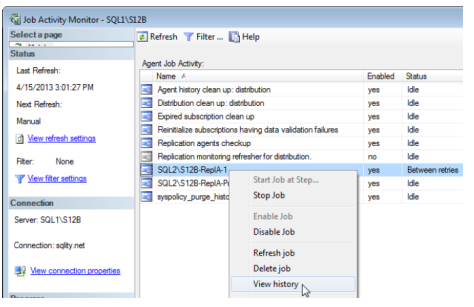 Job Activity Monitor - SQL1\S12B
Select a page
Status
Last Refresh:
4/15/2013 3:01:27 PM
Next Refresh:
Manual
View refresh settings
Filter: None
View filter settings
Connection
Server: SQL1\S12B
Connection: sqlity.net
View connection properties
Refresh Filter... Help
Agent Job Activity:
Name Enabled Status
Agent history clean up: distribution yes Idle
Distribution clean up: distribution yes Idle
Expired subscription clean up yes Idle
Reinitialize subscriptions having data validation failures yes Idle
Replication agents checkup yes Idle
Replication monitoring refresher for distribution. no Idle
SQL2\S12B-ReplA-1 yes Between retries
SQL2\S12B-ReplA-P yes Idle
syspolicy_purge_histo yes Idle
Start Job at Step...
Stop Job
Enable Job
Disable Job
Refresh job
Delete job
View history